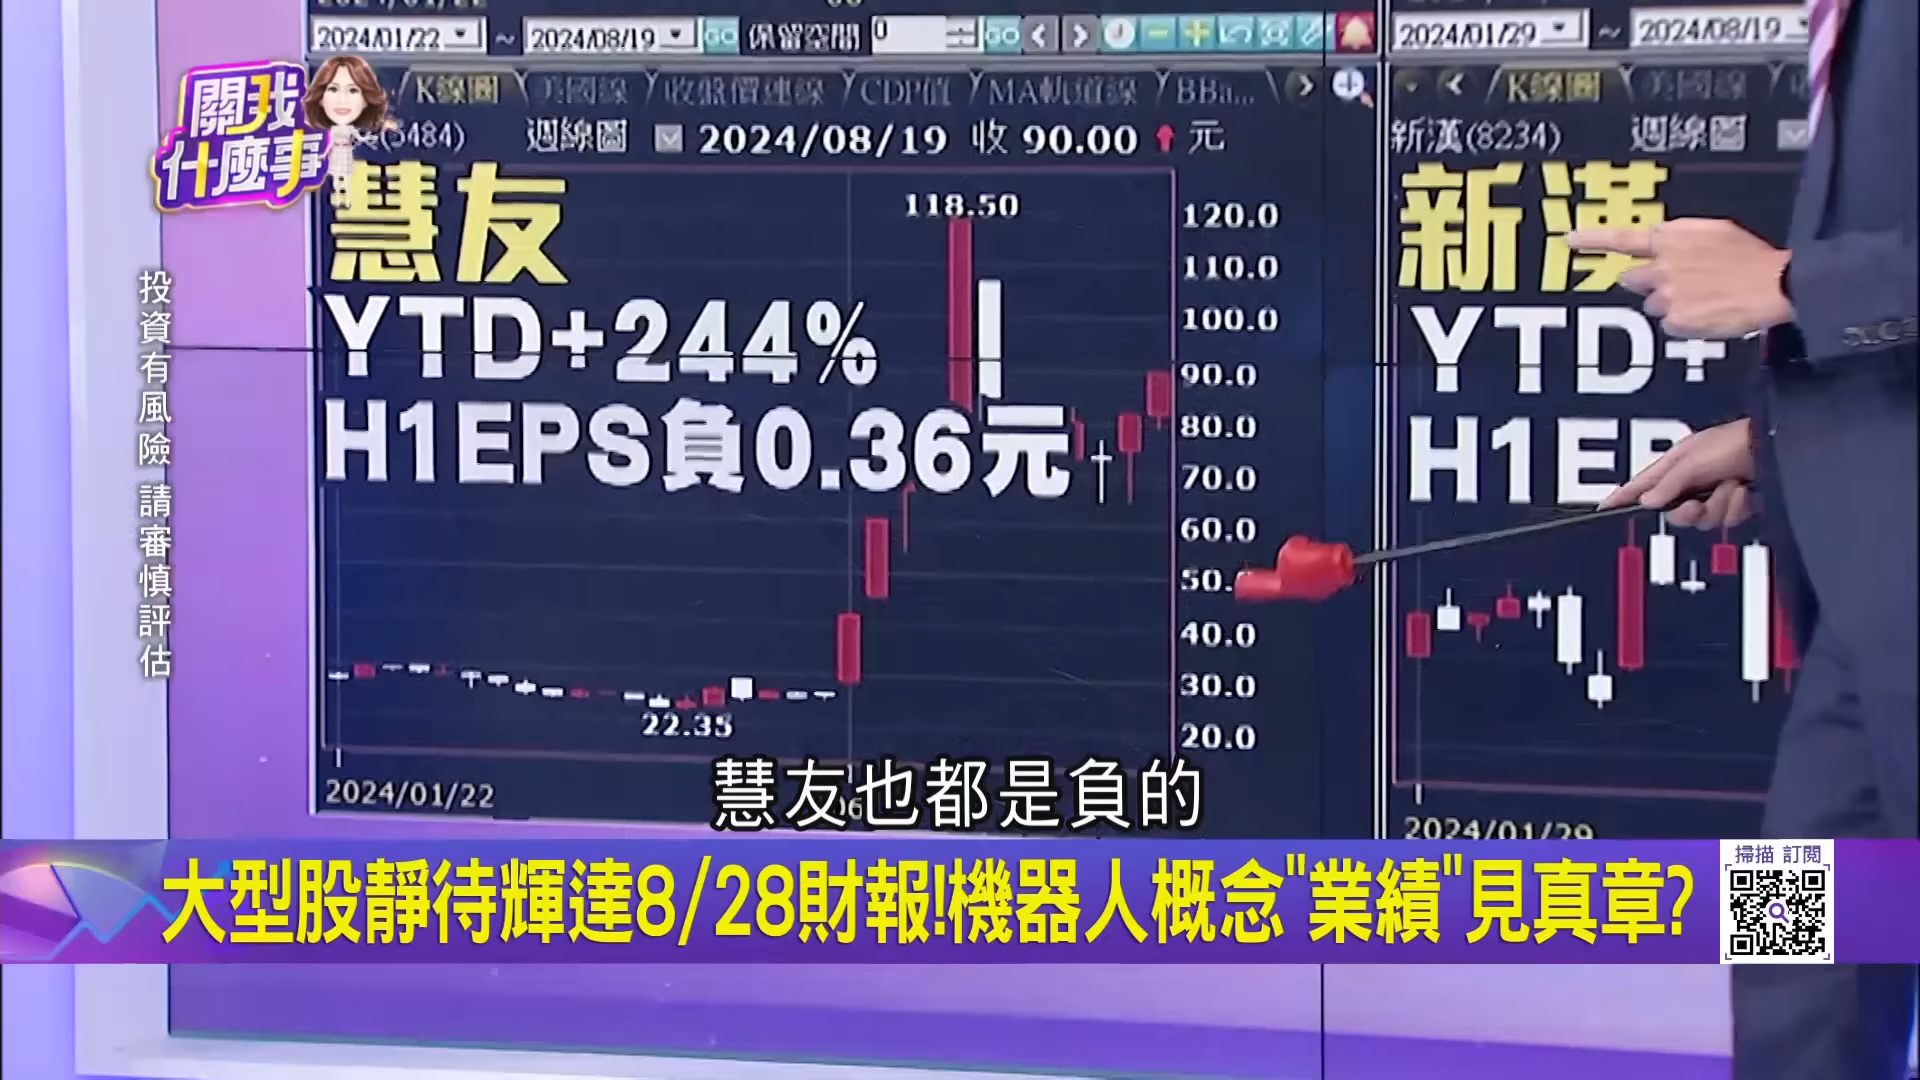 2024/01/22 ~ 2024/08/19 GO 保留空間 0 GO
2024/01/29 ~ 2024/08/19
K線圖 美國線 收盤價連線 CDP值 MA軌道線 BBa...
K線圖 美國線
(5484) 週線圖 2024/08/19 收 90.00 元
新漢(8234) 週線圖
關我
什麼事
慧友
YTD+244%
H1EPS負0.36元
新漢
YTD+
118.50
22.35
120.0
110.0
100.0
90.0
80.0
70.0
60.0
50.
40.0
30.0
20.0
2024/01/22
2024/01/29
投資有風險 請審慎評估
慧友也都是負的
大型股靜待輝達8/28財報!機器人概念"業績"見真章?
掃描 訂閱